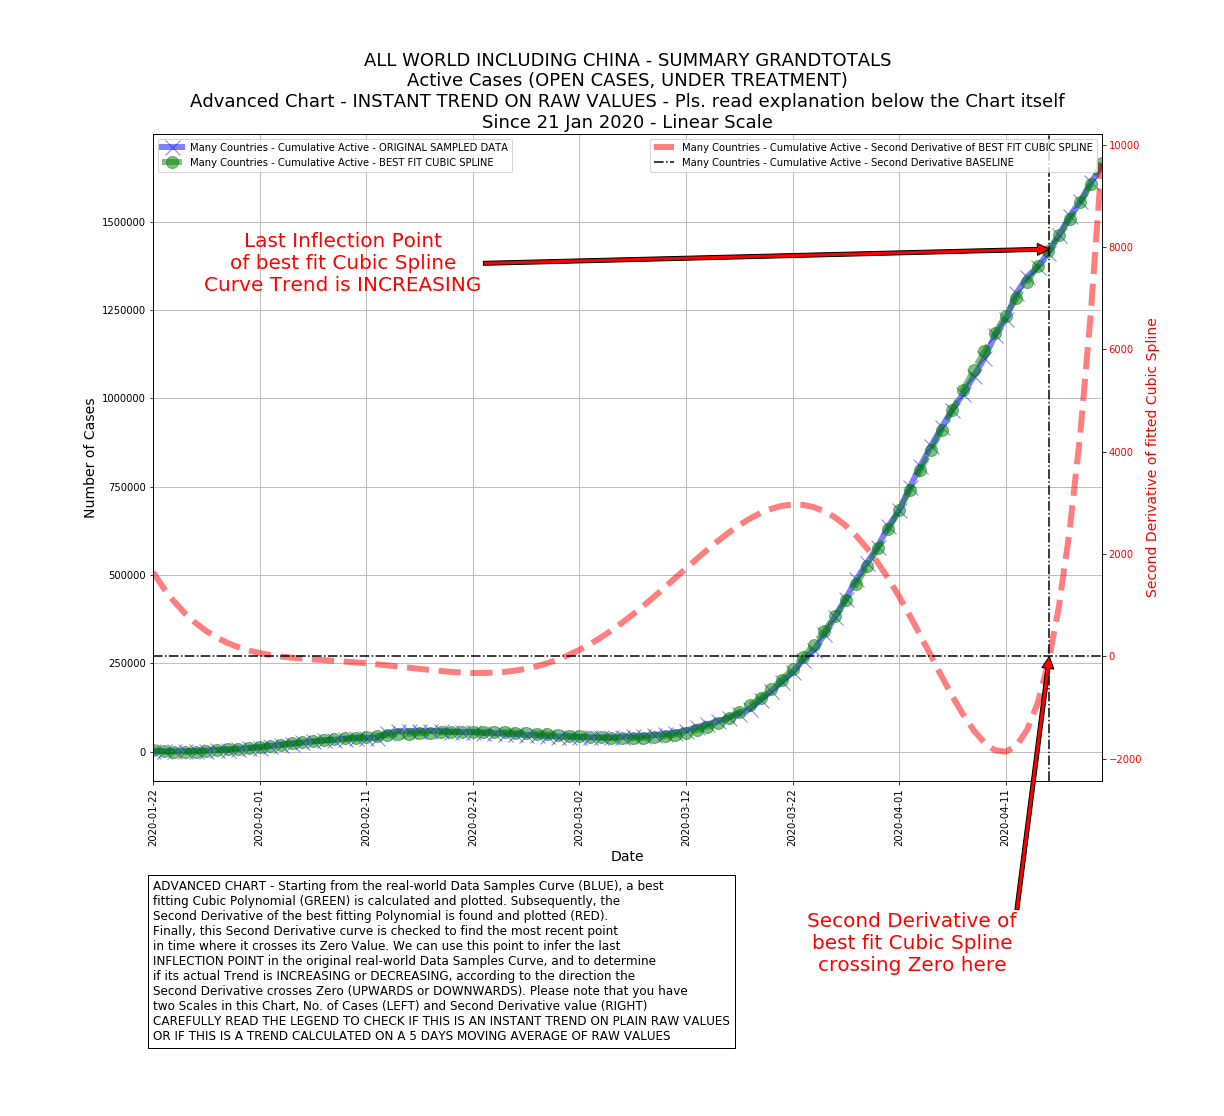 ALL WORLD INCLUDING CHINA - SUMMARY GRANDTOTALS
Active Cases (OPEN CASES, UNDER TREATMENT)
Advanced Chart - INSTANT TREND ON RAW VALUES - Pls. read explanation below the Chart itself
Since 21 Jan 2020 - Linear Scale
Many Countries - Cumulative Active - ORIGINAL SAMPLED DATA
Many Countries - Cumulative Active - BEST FIT CUBIC SPLINE
Many Countries - Cumulative Active - Second Derivative of BEST FIT CUBIC SPLINE
Many Countries - Cumulative Active - Second Derivative BASELINE
Last Inflection Point
of best fit Cubic Spline
Curve Trend is INCREASING
Number of Cases
1500000
1250000
1000000
750000
500000
250000
0
10000
8000
6000
4000
2000
0
−2000
Second Derivative of fitted Cubic Spline
2020-01-22
2020-02-01
2020-02-11
2020-02-21
2020-03-02
2020-03-12
2020-03-22
2020-04-01
2020-04-11
Date
ADVANCED CHART - Starting from the real-world Data Samples Curve (BLUE), a best
fitting Cubic Polynomial (GREEN) is calculated and plotted. Subsequently, the
Second Derivative of the best fitting Polynomial is found and plotted (RED).
Finally, this Second Derivative curve is checked to find the most recent point
in time where it crosses its Zero Value. We can use this point to infer the last
INFLECTION POINT in the original real-world Data Samples Curve, and to determine
if its actual Trend is INCREASING or DECREASING, according to the direction the
Second Derivative crosses Zero (UPWARDS or DOWNWARDS). Please note that you have
two Scales in this Chart, No. of Cases (LEFT) and Second Derivative value (RIGHT)
CAREFULLY READ THE LEGEND TO CHECK IF THIS IS AN INSTANT TREND ON PLAIN RAW VALUES
OR IF THIS IS A TREND CALCULATED ON A 5 DAYS MOVING AVERAGE OF RAW VALUES
Second Derivative of
best fit Cubic Spline
crossing Zero here